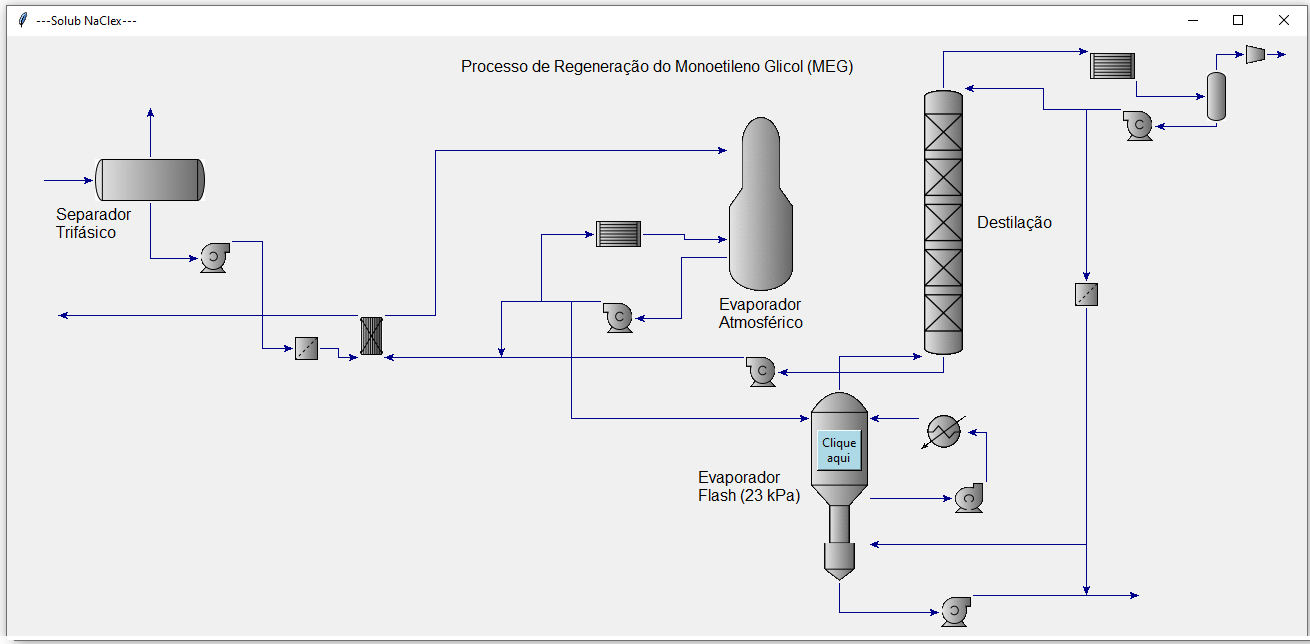 ---Solub NaClex---
Processo de Regeneração do Monoetileno Glicol (MEG)
Separador
Trifásico
Destilação
Evaporador
Atmosférico
Clique
aqui
Evaporador
Flash (23 kPa)
C
C
C
C
C
C